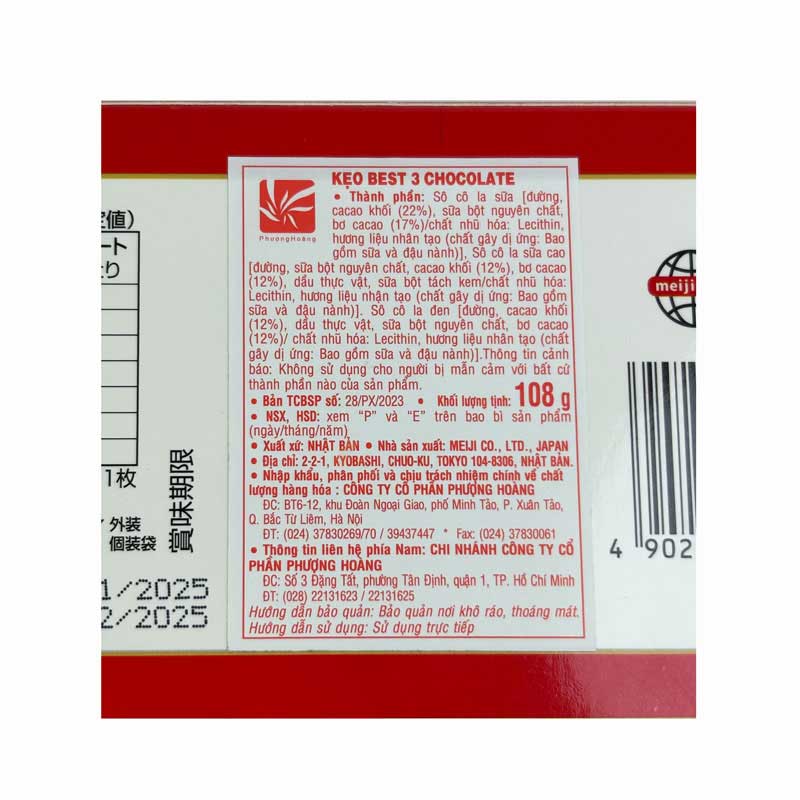 KẸO BEST 3 CHOCOLATE
• Thành phần: Sô cô la sữa [đường,
cacao khối (22%), sữa bột nguyên chất,
bơ cacao (17%)/chất nhũ hóa: Lecithin,
hương liệu nhân tạo (chất gây dị ứng: Bao
gồm sữa và đậu nành)], Sô cô la sữa cao
[đường, sữa bột nguyên chất, cacao khối (12%), bơ cacao
(12%), dầu thực vật, sữa bột tách kem/chất nhũ hóa:
Lecithin, hương liệu nhận tạo (chất gây dị ứng: Bao gồm
sữa và đậu nành)]. Sô cô la đen [đường, cacao khối
(12%), dầu thực vật, sữa bột nguyên chất, bơ cacao
(12%)/ chất nhũ hóa: Lecithin, hương liệu nhân tạo (chất
gây dị ứng: Bao gồm sữa và đậu nành)].Thông tin cảnh
báo: Không sử dụng cho người bị mẫn cảm với bất cứ
thành phần nào của sản phẩm.
• Bản TCBSP số: 28/PX/2023 • Khối lượng tịnh: 108 g
• NSX, HSD: xem "P" và "E" trên bao bì sản phẩm
(ngày/tháng/năm)
• Xuất xứ: NHẬT BẢN • Nhà sản xuất: MEIJI CO., LTD., JAPAN
• Địa chỉ: 2-2-1, KYOBASHI, CHUO-KU, TOKYO 104-8306, NHẬT BẢN.
• Nhập khẩu, phân phối và chịu trách nhiệm chính về chất
lượng hàng hóa : CÔNG TY CỔ PHẦN PHƯỢNG HOÀNG
ĐC: BT6-12, khu Đoàn Ngoại Giao, phố Minh Tảo, P. Xuân Tảo,
Q. Bắc Từ Liêm, Hà Nội
ĐT: (024) 37830269/70 / 39437447 * Fax: (024) 37830061
• Thông tin liên hệ phía Nam: CHI NHÁNH CÔNG TY CỔ
PHẦN PHƯỢNG HOÀNG
ĐC: Số 3 Đặng Tất, phường Tân Định, quận 1, TP. Hồ Chí Minh
ĐT: (028) 22131623 / 22131625
Hướng dẫn bảo quản: Bảo quản nơi khô ráo, thoáng mát.
Hướng dẫn sử dụng: Sử dụng trực tiếp
PhuongHoàng
値)
ート
たり
1枚
外装
個装袋
賞味期限
1/2025
2/2025
meiji
4 902